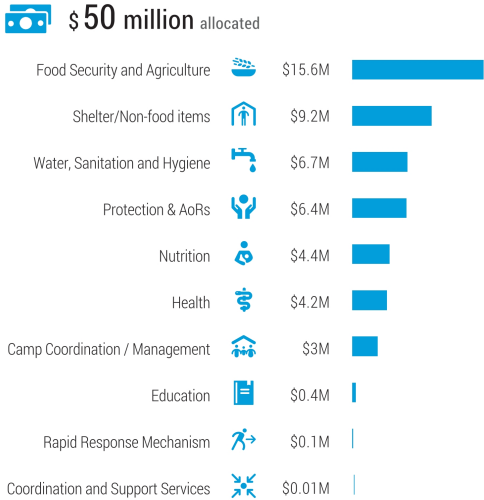 $ 50 million allocated
Food Security and Agriculture $15.6M
Shelter/Non-food items $9.2M
Water, Sanitation and Hygiene $6.7M
Protection & AoRs $6.4M
Nutrition $4.4M
Health $4.2M
Camp Coordination / Management $3M
Education $0.4M
Rapid Response Mechanism $0.1M
Coordination and Support Services $0.01M